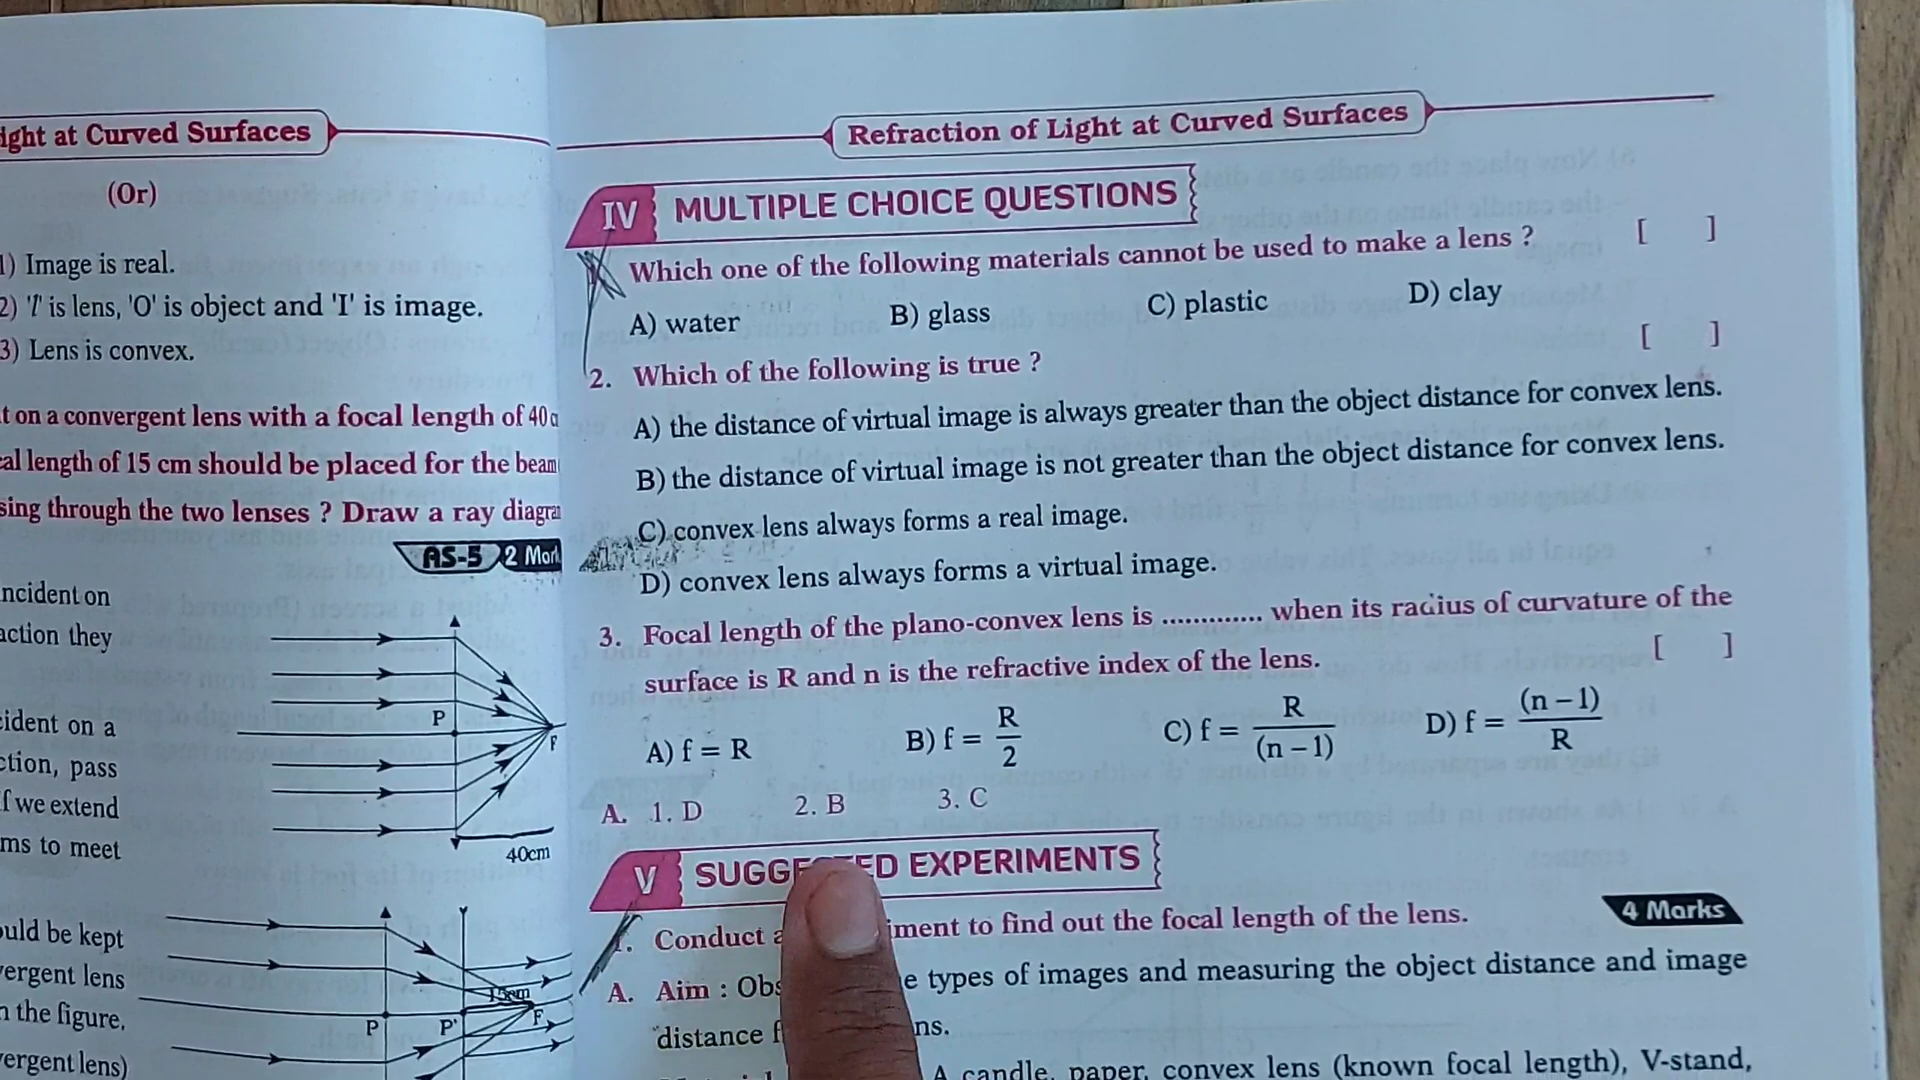 ight at Curved Surfaces
(Or)
1) Image is real.
2) 'l' is lens, 'O' is object and 'I' is image.
3) Lens is convex.
t on a convergent lens with a focal length of 40
al length of 15 cm should be placed for the beam
sing through the two lenses ? Draw a ray diagra
AS-5 2 Mark
ncident on
action they
ident on a
ction, pass
f we extend
ms to meet
P
F
40cm
ould be kept
vergent lens
n the figure,
vergent lens)
15cm
P P' F
Refraction of Light at Curved Surfaces
IV MULTIPLE CHOICE QUESTIONS
Which one of the following materials cannot be used to make a lens ? [ ]
A) water B) glass C) plastic D) clay
2. Which of the following is true ? [ ]
A) the distance of virtual image is always greater than the object distance for convex lens.
B) the distance of virtual image is not greater than the object distance for convex lens.
C) convex lens always forms a real image.
D) convex lens always forms a virtual image.
3. Focal length of the plano-convex lens is ............. when its radius of curvature of the
surface is R and n is the refractive index of the lens. [ ]
A) f = R B) f = R/2 C) f = R/(n – 1) D) f = (n – 1)/R
A. 1. D 2. B 3. C
V SUGGESTED EXPERIMENTS
1. Conduct a iment to find out the focal length of the lens. 4 Marks
A. Aim : Obs e types of images and measuring the object distance and image
distance f ns.
A candle, paper, convex lens (known focal length), V-stand,